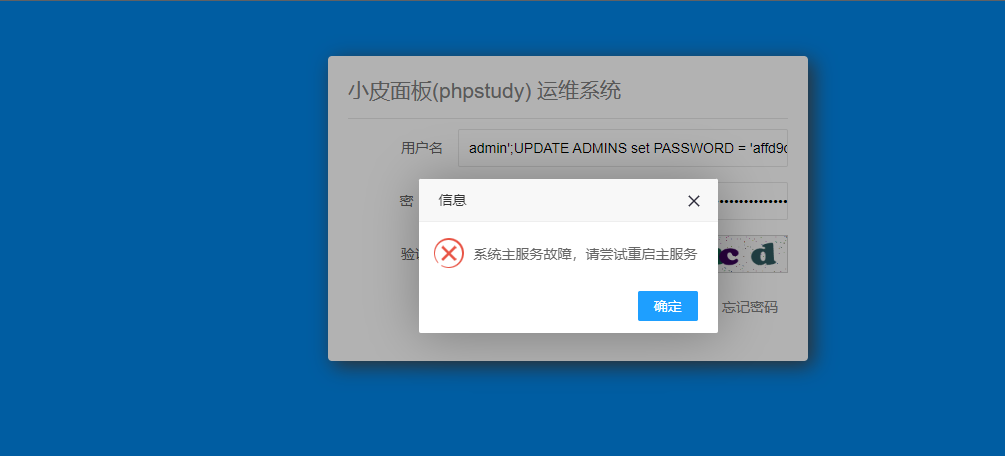 小皮面板(phpstudy) 运维系统
用户名
admin';UPDATE ADMINS set PASSWORD = 'affd9c
密
信息
验
系统主服务故障，请尝试重启主服务
c d
确定
忘记密码